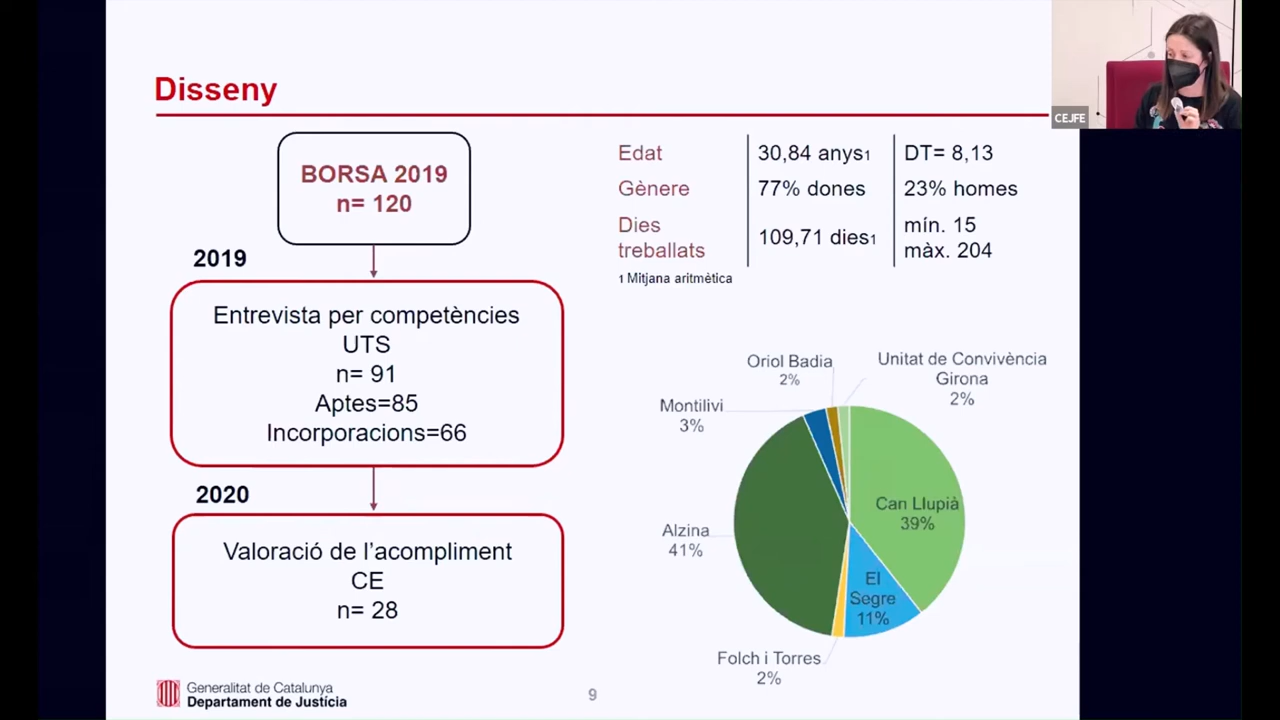 Disseny
CEJFE
BORSA 2019
n= 120
2019
Entrevista per competències
UTS
n= 91
Aptes=85
Incorporacions=66
2020
Valoració de l'acompliment
CE
n= 28
Edat
30,84 anys1
DT= 8,13
Gènere
77% dones
23% homes
Dies
treballats
109,71 dies1
mín. 15
màx. 204
1 Mitjana aritmètica
Oriol Badia
2%
Unitat de Convivència
Girona
2%
Montilivi
3%
Can Llupià
39%
Alzina
41%
El
Segre
11%
Folch i Torres
2%
Generalitat de Catalunya
Departament de Justícia
9